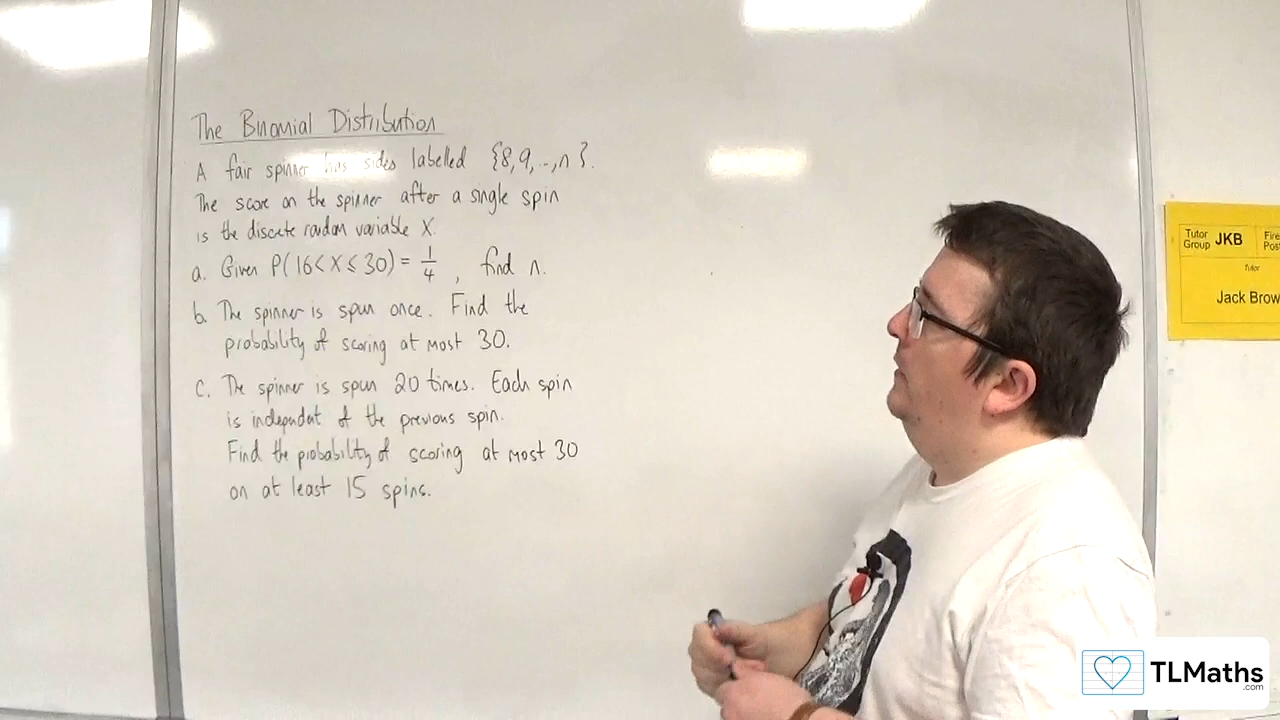 The Binomial Distribution
A fair spinner has sides labelled {8,9,..,n}.
The score on the spinner after a single spin
is the discrete random variable X.
a. Given P(16<X≤30) = 1/4, find n.
b. The spinner is spun once. Find the
probability of scoring at most 30.
c. The spinner is spun 20 times. Each spin
is independent of the previous spin.
Find the probability of scoring at most 30
on at least 15 spins.
Tutor Group JKB
Fire
Tutor
Jack Brow
TLMaths
.com